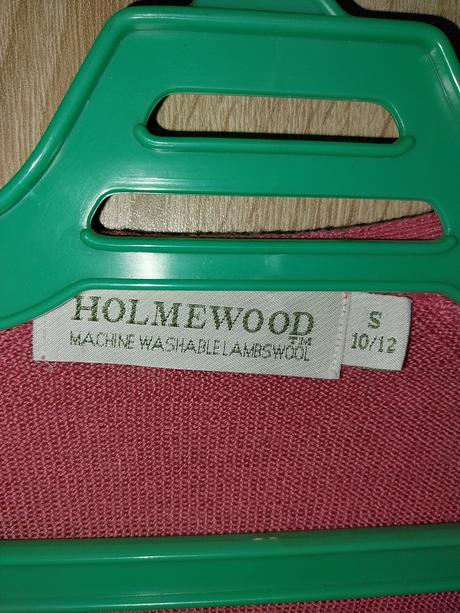 HOLMEWOOD
TM
MACHINE WASHABLE LAMBSWOOL
S
10/12